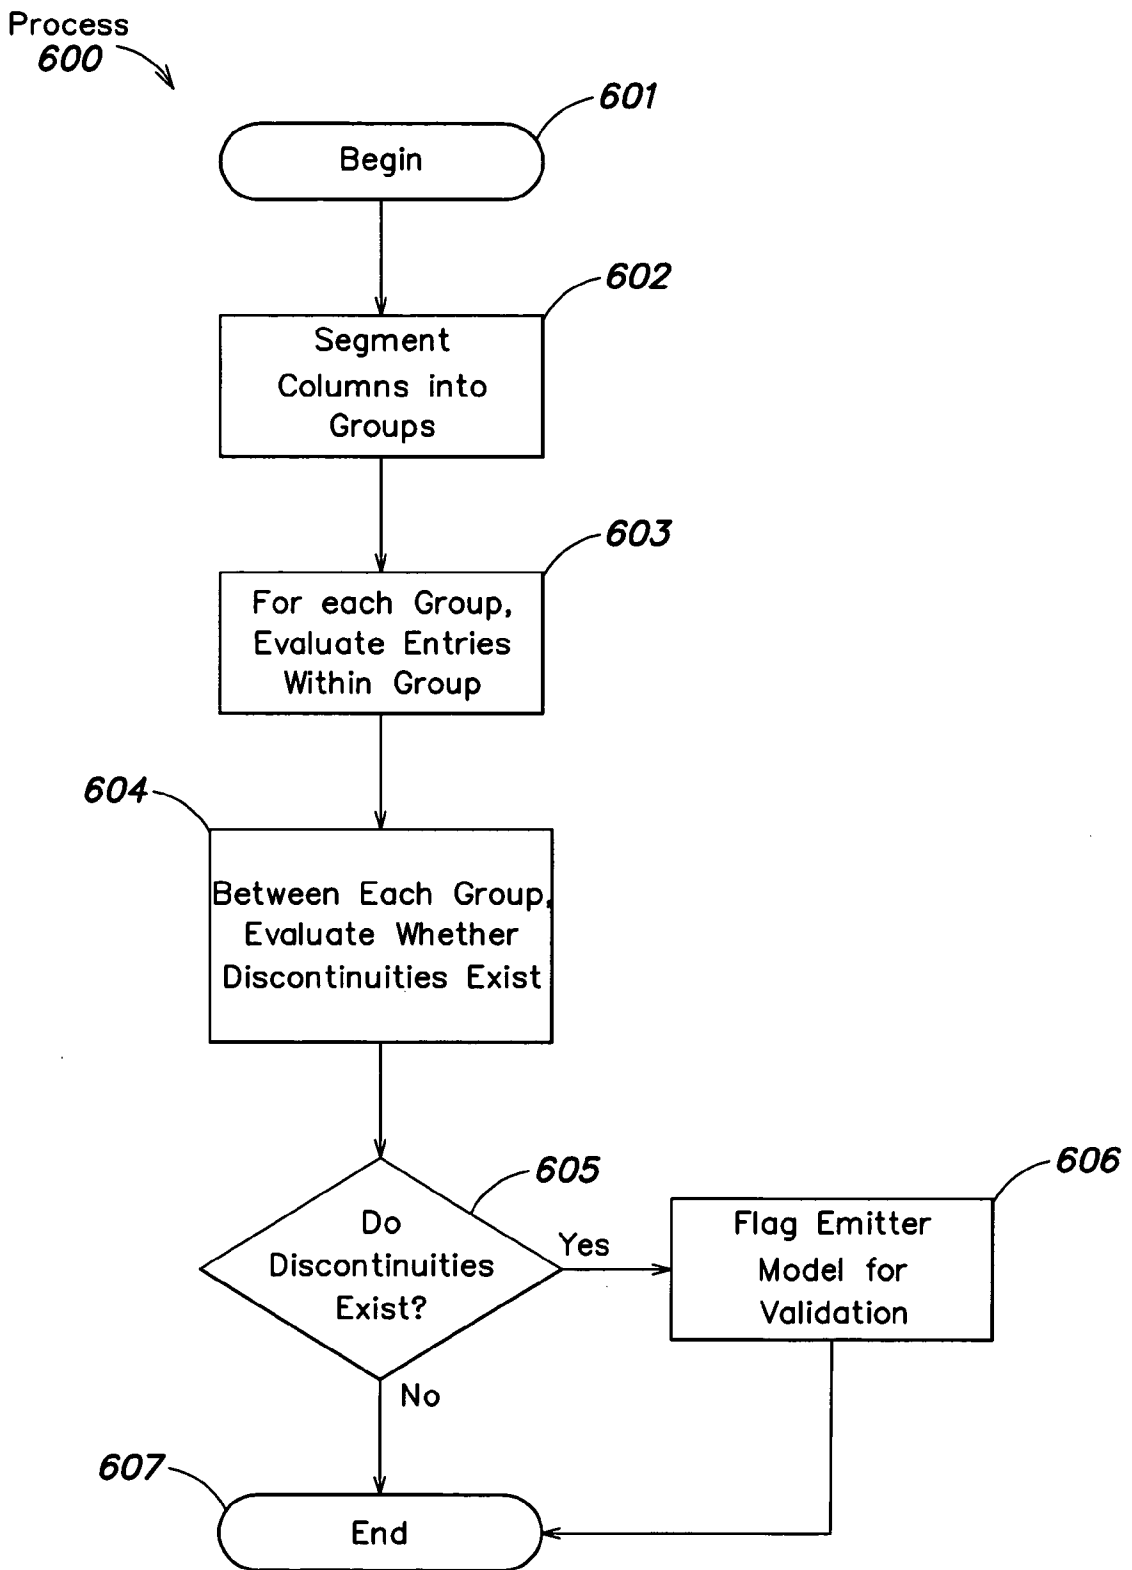 Process
600
601
Begin
602
Segment
Columns into
Groups
603
For each Group,
Evaluate Entries
Within Group
604
Between Each Group,
Evaluate Whether
Discontinuities Exist
605
Do
Discontinuities
Exist?
Yes
606
Flag Emitter
Model for
Validation
No
607
End